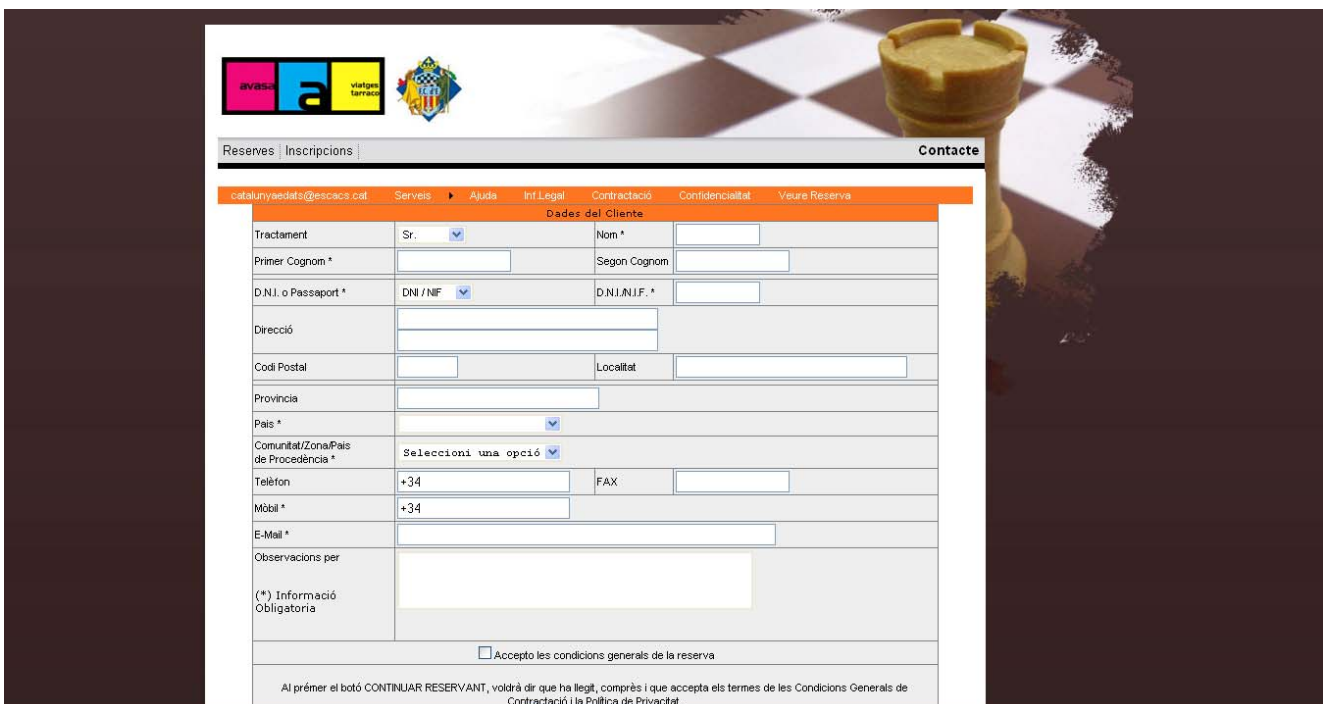 avasa
a
viatges
tarraco
Reserves Inscripcions
Contacte
catalunyaedats@escacs.cat Serveis Ajuda Inf.Legal Contractació Confidencialitat Veure Reserva
Dades del Cliente
Tractament Sr. Nom *
Primer Cognom * Segon Cognom
D.N.I. o Passaport * DNI / NIF D.N.I./N.I.F. *
Direcció
Codi Postal Localitat
Provincia
Pais *
Comunitat/Zona/Pais
de Procedència * Seleccioni una opció
Telèfon +34 FAX
Mòbil * +34
E-Mail *
Observacions per
(*) Informació
Obligatoria
Accepto les condicions generals de la reserva
Al prémer el botó CONTINUAR RESERVANT, voldrà dir que ha llegit, comprès i que accepta els termes de les Condicions Generals de
Contractació i la Política de Privacitat